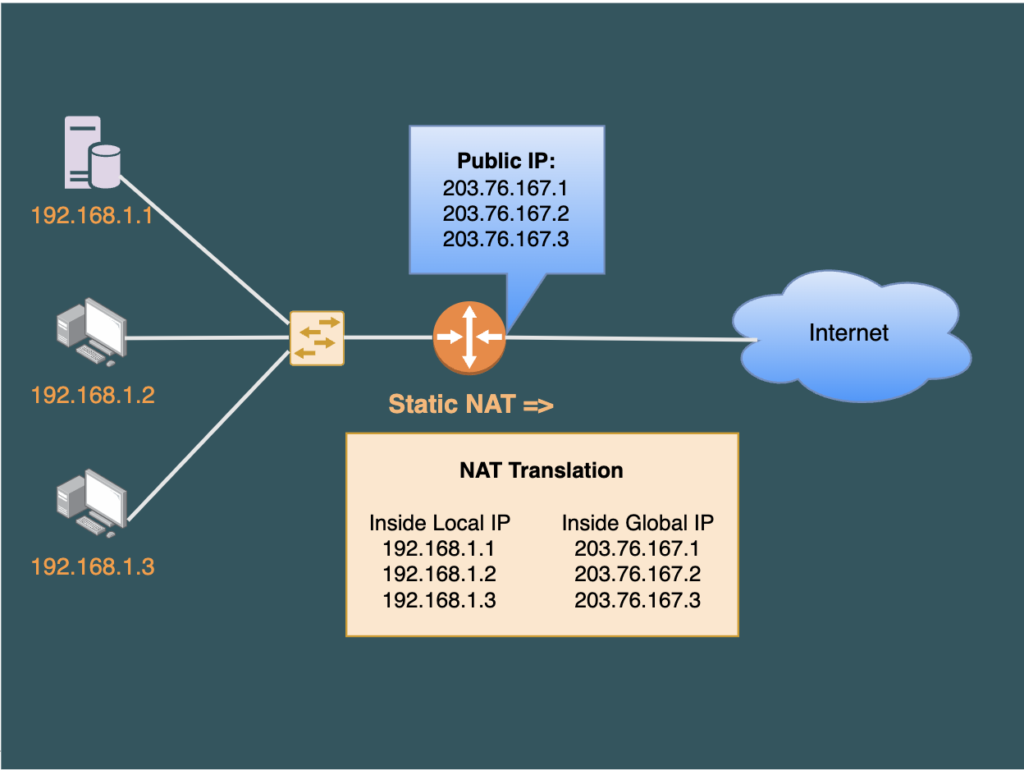 Public IP:
203.76.167.1
203.76.167.2
203.76.167.3
192.168.1.1
Internet
192.168.1.2
Static NAT =>
NAT Translation
Inside Local IP Inside Global IP
192.168.1.1 203.76.167.1
192.168.1.2 203.76.167.2
192.168.1.3 203.76.167.3
192.168.1.3